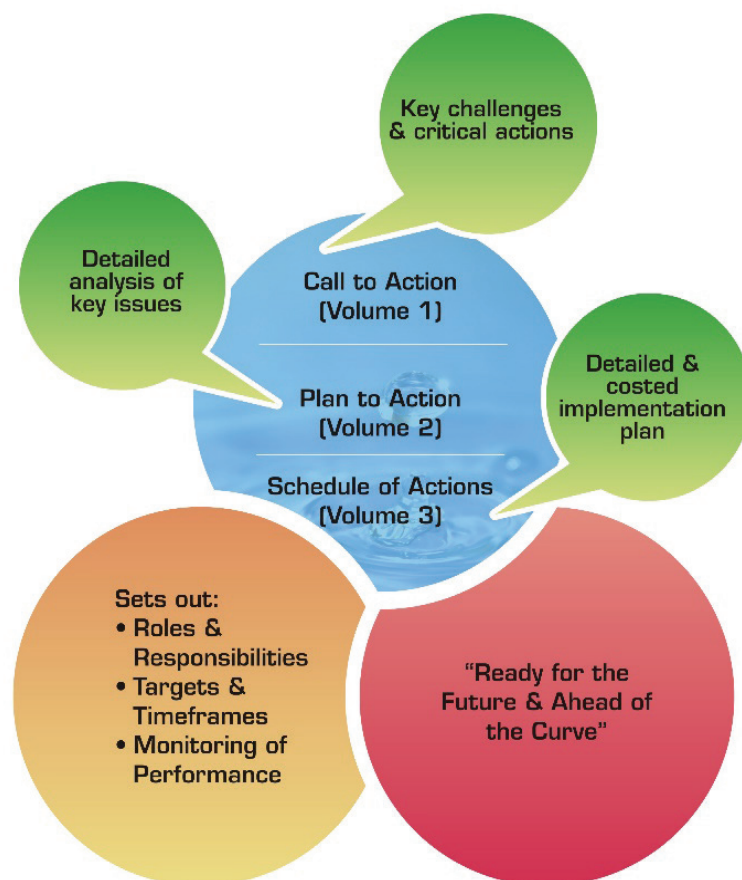 Key challenges
& critical actions
Detailed
analysis of
key issues
Call to Action
(Volume 1)
Detailed &
costed
implementation
plan
Plan to Action
(Volume 2)
Schedule of Actions
(Volume 3)
Sets out:
• Roles &
Responsibilities
• Targets &
Timeframes
• Monitoring of
Performance
“Ready for the
Future & Ahead of
the Curve”